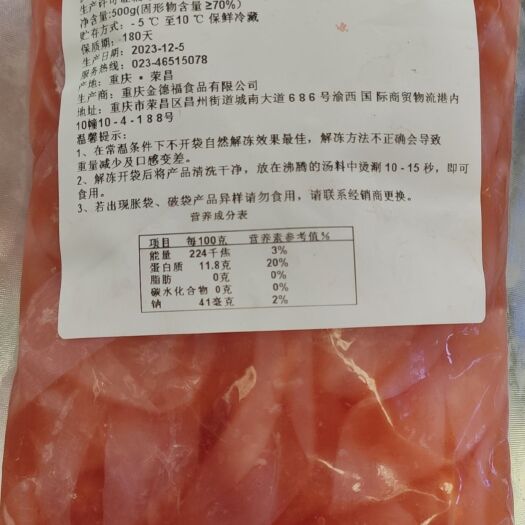 生产许可证
净含量:500g(固形物含量 ≥70%)
贮存方式: -5℃ 至10℃ 保鲜冷藏
保质期: 180天
生产日期: 2023-12-5
服务热线: 023-46515078
产地: 重庆·荣昌
生产商: 重庆金德福食品有限公司
地址: 重庆市荣昌区昌州街道城南大道686号渝西国际商贸物流港内
10幢10-4-188号
温馨提示:
1、在常温条件下不开袋自然解冻效果最佳，解冻方法不正确会导致
重量减少及口感变差。
2、解冻开袋后将产品清洗干净，放在沸腾的汤料中烫涮10-15秒，即可
食用。
3、若出现胀袋、破袋产品异样请勿食用，请联系经销商更换。
营养成分表
项目 每100克 营养素参考值%
能量 224千焦 3%
蛋白质 11.8克 20%
脂肪 0克 0%
碳水化合物 0克 0%
钠 41毫克 2%